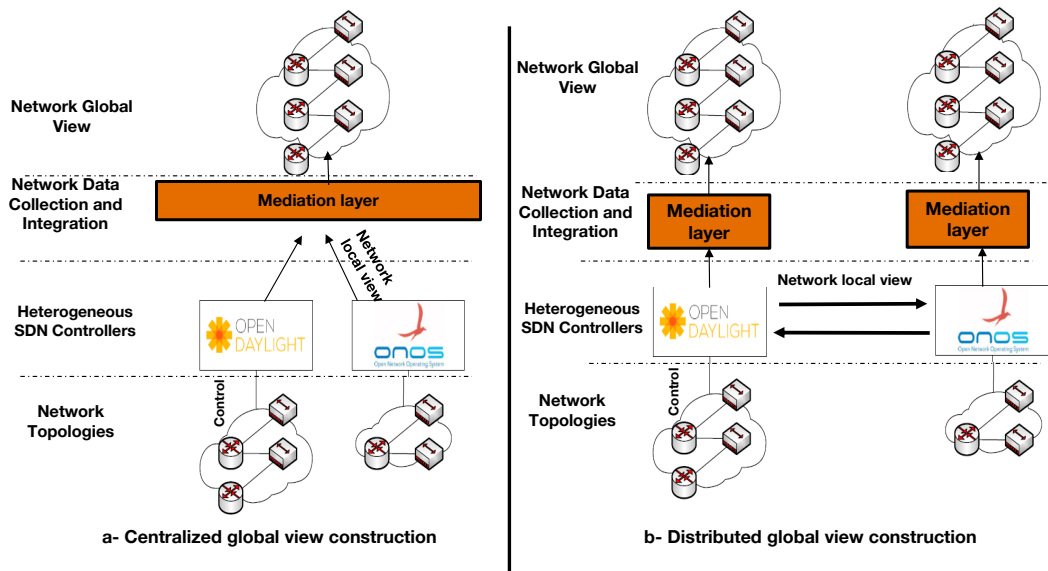 Network Global
View
Network Data
Collection and
Integration
Mediation layer
Network
local view
Heterogeneous
SDN Controllers
OPEN
DAYLIGHT
onos
Open Network Operating System
Control
Network
Topologies
a- Centralized global view construction
Network Global
View
Network Data
Collection and
Integration
Mediation
layer
Mediation
layer
Network local view
Heterogeneous
SDN Controllers
OPEN
DAYLIGHT
onos
Open Network Operating System
Control
Network
Topologies
b- Distributed global view construction